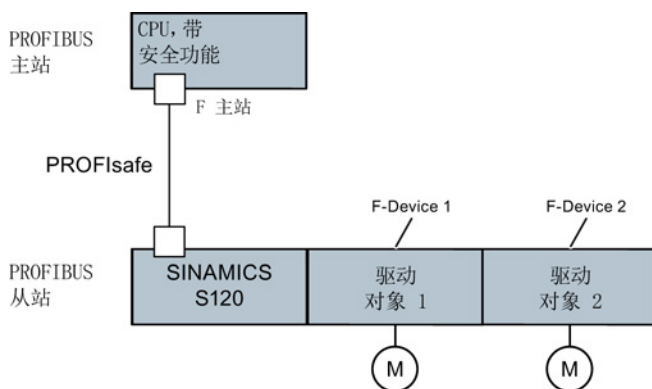 PROFIBUS
主站
CPU, 带
安全功能
F 主站
PROFIsafe
F-Device 1
F-Device 2
PROFIBUS
从站
SINAMICS
S120
驱动
对象 1
驱动
对象 2
M
M